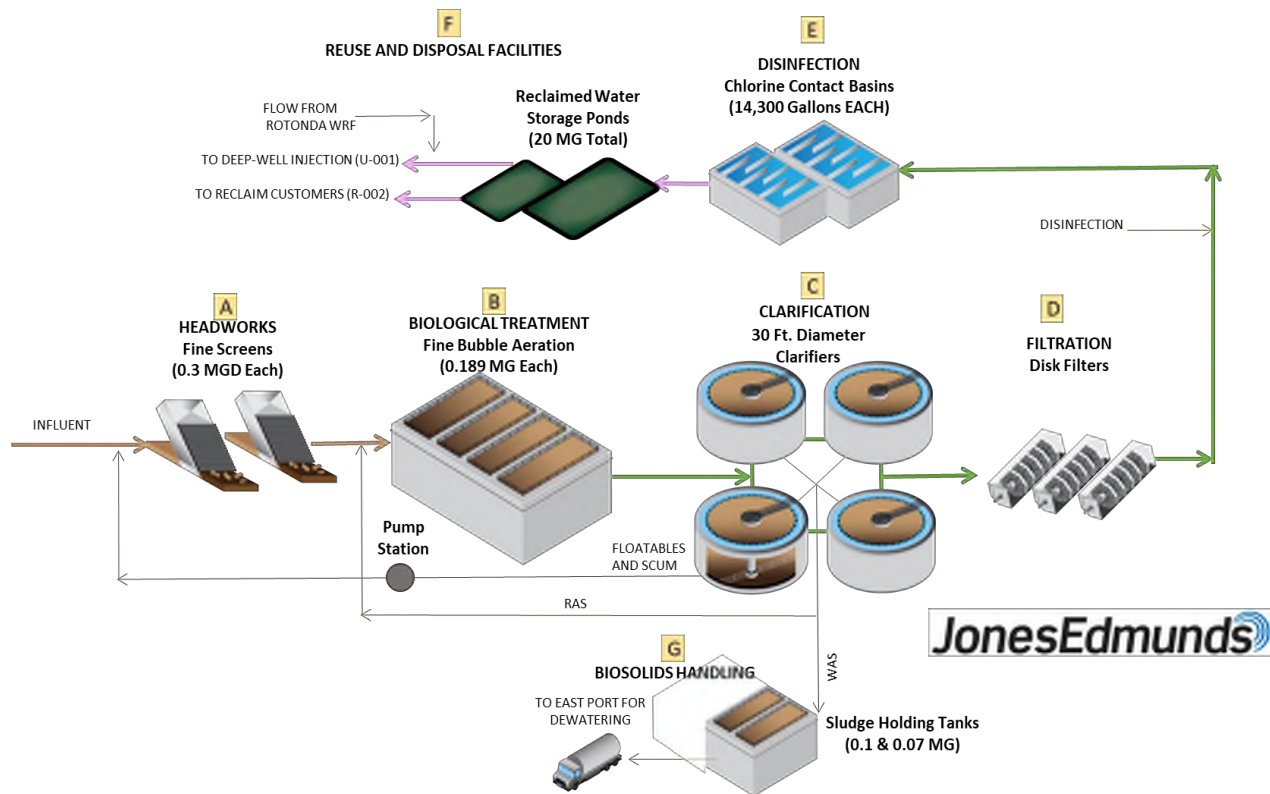 F
REUSE AND DISPOSAL FACILITIES
E
DISINFECTION
Chlorine Contact Basins
(14,300 Gallons EACH)
Reclaimed Water
Storage Ponds
(20 MG Total)
FLOW FROM
ROTONDA WRF
TO DEEP-WELL INJECTION (U-001)
TO RECLAIM CUSTOMERS (R-002)
DISINFECTION
A
HEADWORKS
Fine Screens
(0.3 MGD Each)
B
BIOLOGICAL TREATMENT
Fine Bubble Aeration
(0.189 MG Each)
C
CLARIFICATION
30 Ft. Diameter
Clarifiers
D
FILTRATION
Disk Filters
INFLUENT
Pump
Station
FLOATABLES
AND SCUM
RAS
JonesEdmunds
WAS
G
BIOSOLIDS HANDLING
TO EAST PORT FOR
DEWATERING
Sludge Holding Tanks
(0.1 & 0.07 MG)